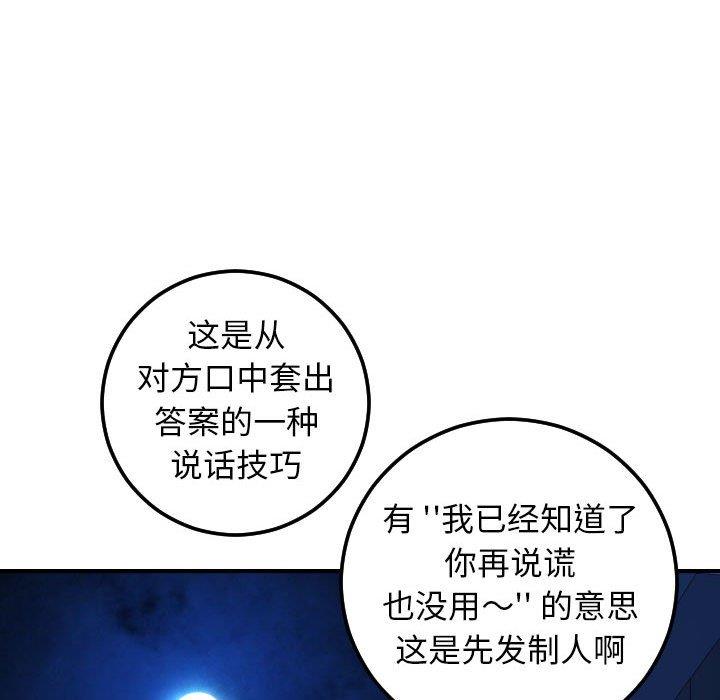 这是从
对方口中套出
答案的一种
说话技巧
有 ''我已经知道了
你再说谎
也没用～'' 的意思
这是先发制人啊